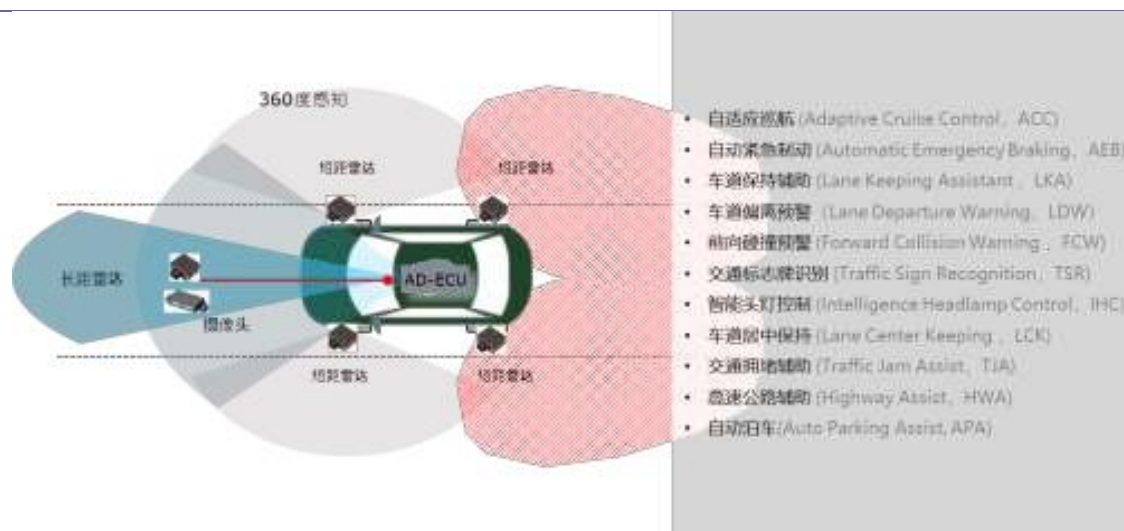 360度感知
短距雷达
短距雷达
长距雷达
摄像头
AD-ECU
短距雷达
短距雷达
• 自适应巡航 (Adaptive Cruise Control, ACC)
• 自动紧急制动 (Automatic Emergency Braking, AEB)
• 车道保持辅助 (Lane Keeping Assistant , LKA)
• 车道偏离预警 (Lane Departure Warning, LDW)
• 前向碰撞预警 (Forward Collision Warning , FCW)
• 交通标志牌识别 (Traffic Sign Recognition, TSR)
• 智能头灯控制 (Intelligence Headlamp Control, IHC)
• 车道居中保持 (Lane Center Keeping , LCK)
• 交通拥堵辅助 (Traffic Jam Assist, TJA)
• 高速公路辅助 (Highway Assist, HWA)
• 自动泊车(Auto Parking Assist, APA)